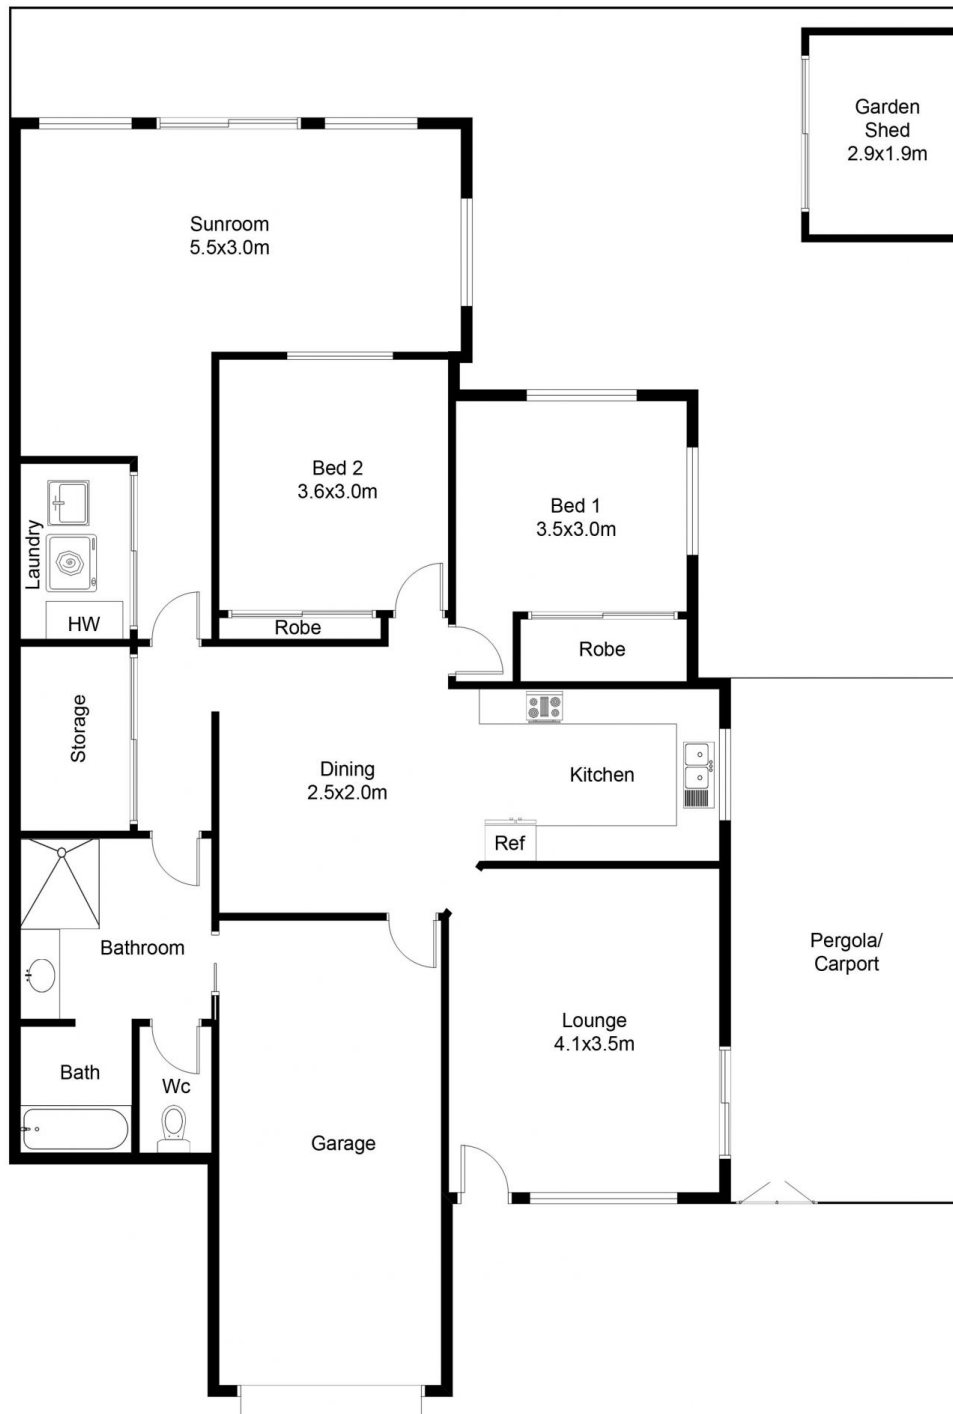 Garden
Shed
2.9x1.9m
Sunroom
5.5x3.0m
Bed 2
3.6x3.0m
Bed 1
3.5x3.0m
Laundry
HW
Robe
Robe
Storage
Dining
2.5x2.0m
Kitchen
Ref
Bathroom
Pergola/
Carport
Lounge
4.1x3.5m
Bath
Wc
Garage